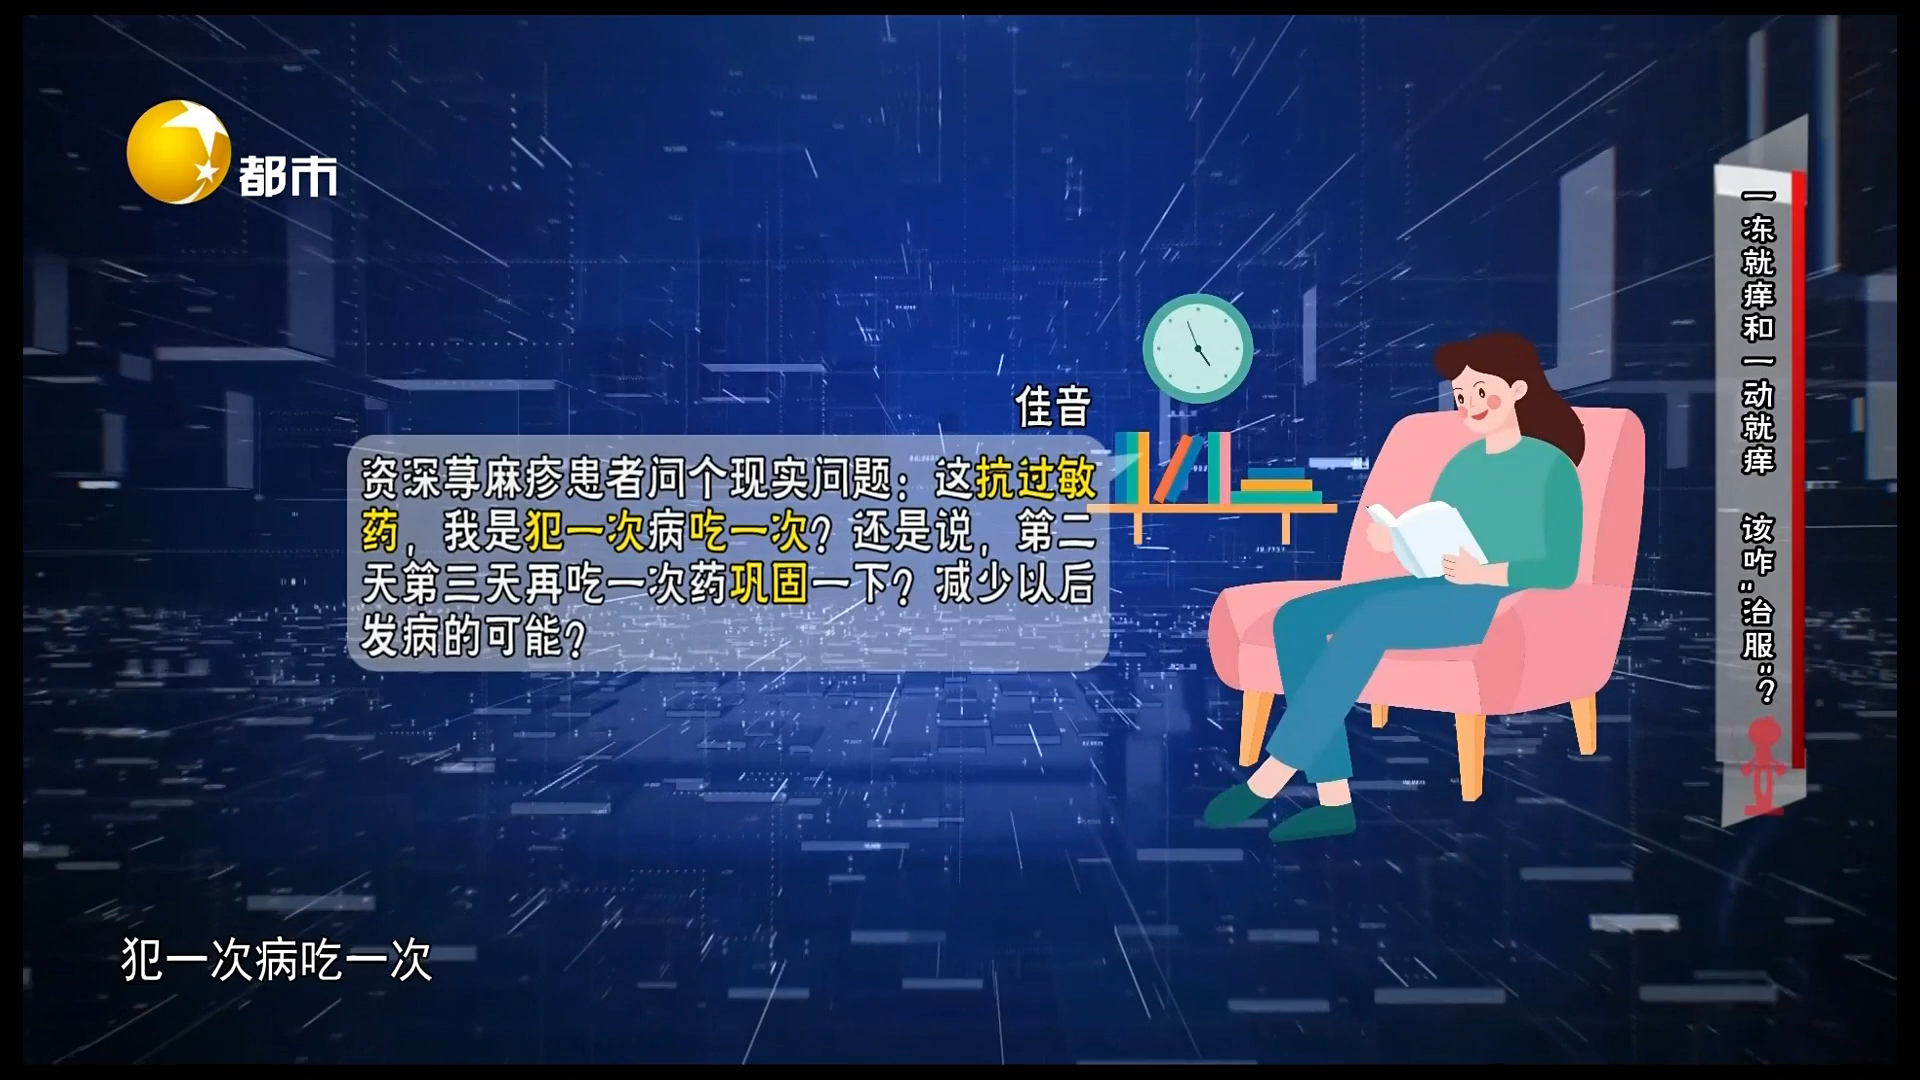 都市
佳音
资深荨麻疹患者问个现实问题：这抗过敏
药，我是犯一次病吃一次？还是说，第二
天第三天再吃一次药巩固一下？减少以后
发病的可能？
一冻就痒和一动就痒 该咋“治服”？
犯一次病吃一次